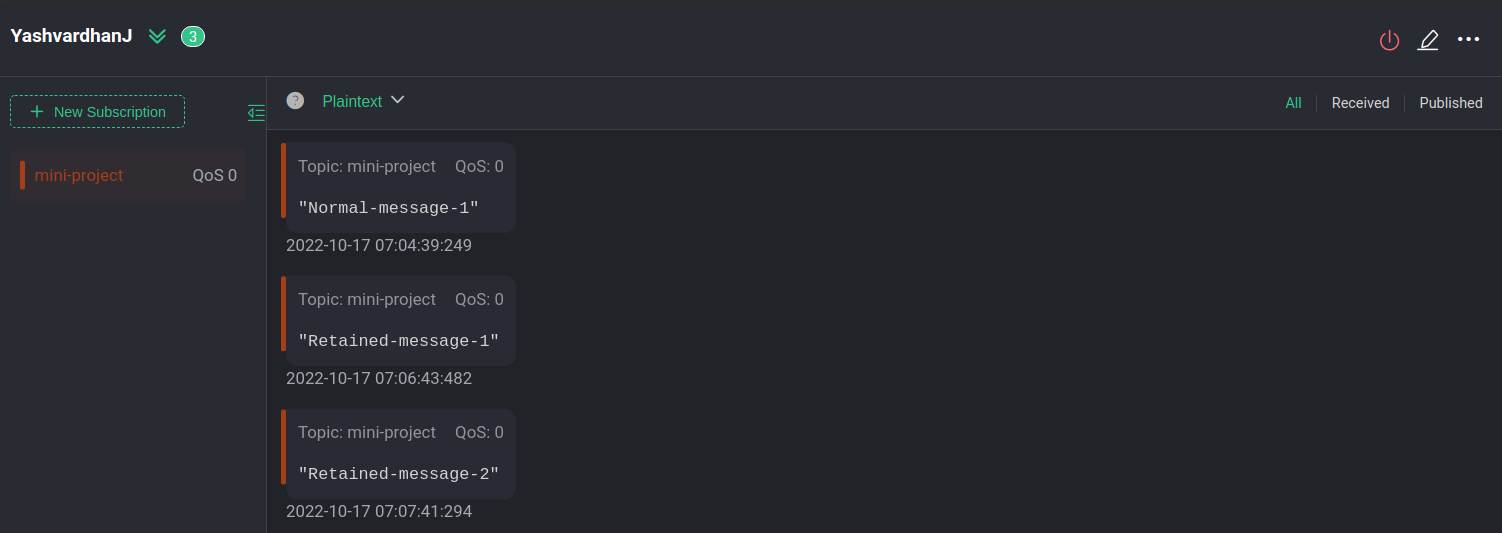 YashvardhanJ 3
+ New Subscription
mini-project QoS 0
? Plaintext All Received Published
Topic: mini-project QoS: 0
"Normal-message-1"
2022-10-17 07:04:39:249
Topic: mini-project QoS: 0
"Retained-message-1"
2022-10-17 07:06:43:482
Topic: mini-project QoS: 0
"Retained-message-2"
2022-10-17 07:07:41:294